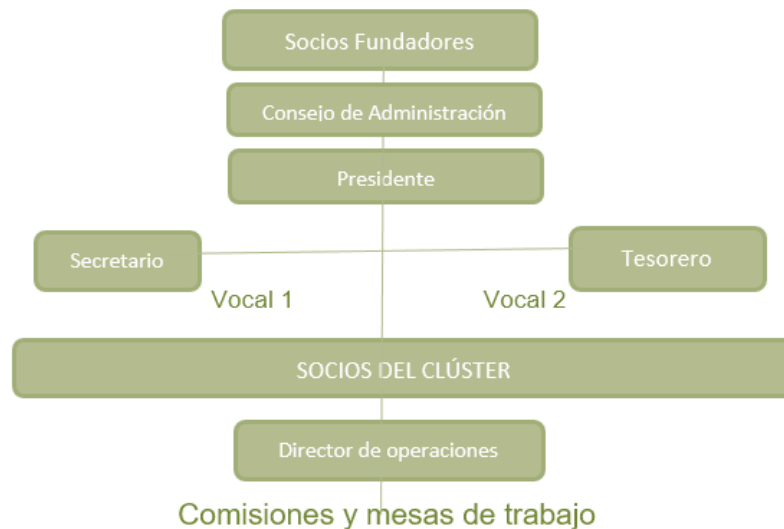 Socios Fundadores
Consejo de Administración
Presidente
Secretario
Tesorero
Vocal 1
Vocal 2
SOCIOS DEL CLÚSTER
Director de operaciones
Comisiones y mesas de trabajo